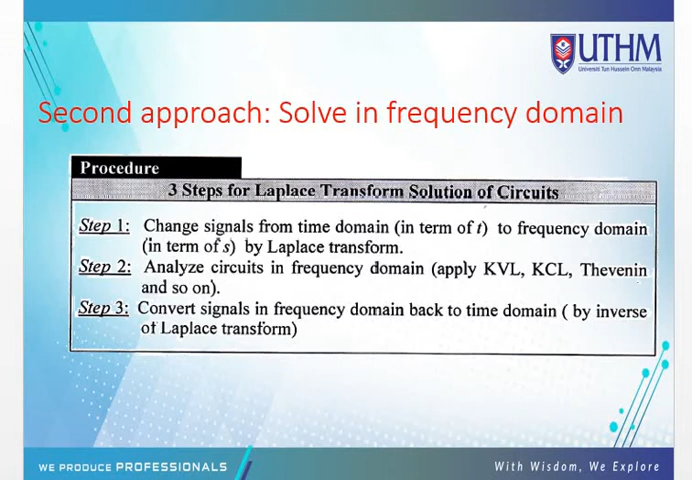 UTHM
Universiti Tun Hussein Onn Malaysia
Second approach: Solve in frequency domain
Procedure
3 Steps for Laplace Transform Solution of Circuits
Step 1: Change signals from time domain (in term of t) to frequency domain
(in term of s) by Laplace transform.
Step 2: Analyze circuits in frequency domain (apply KVL, KCL, Thevenin
and so on).
Step 3: Convert signals in frequency domain back to time domain ( by inverse
of Laplace transform)
WE PRODUCE PROFESSIONALS
With Wisdom, We Explore